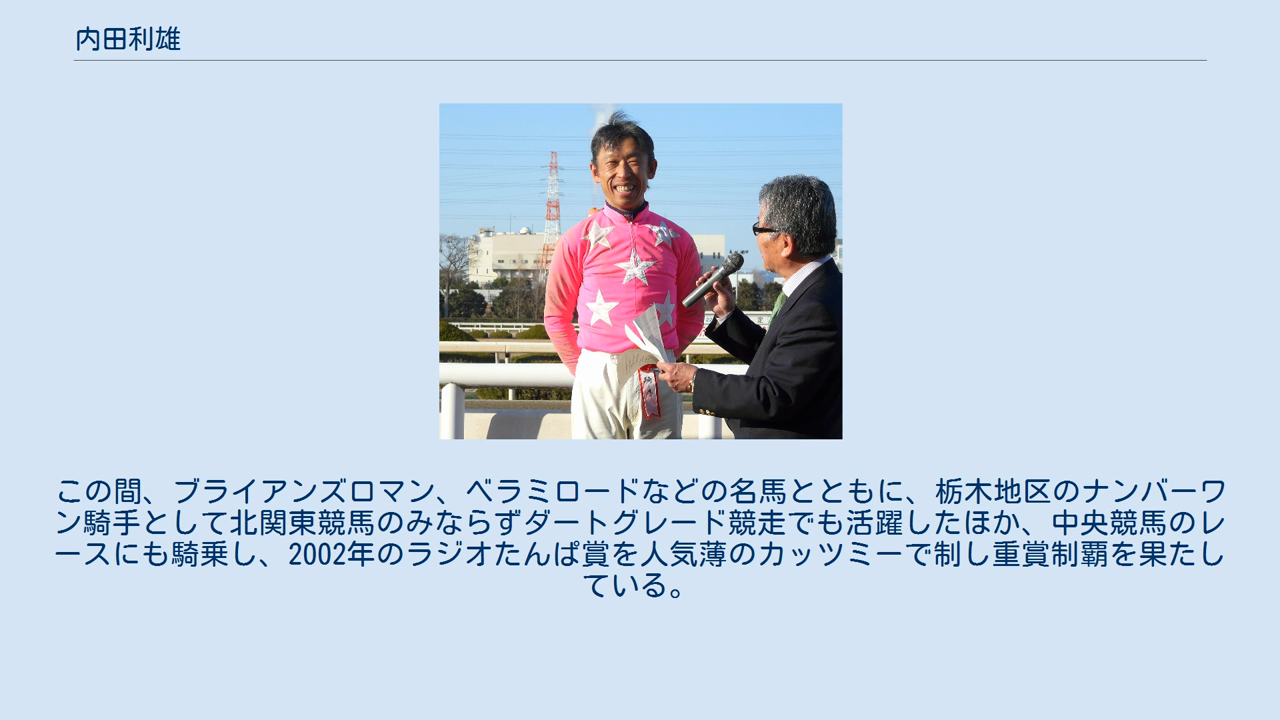 内田利雄
この間、ブライアンズロマン、ベラミロードなどの名馬とともに、栃木地区のナンバーワ
ン騎手として北関東競馬のみならずダートグレード競走でも活躍したほか、中央競馬のレ
ースにも騎乗し、2002年のラジオたんぱ賞を人気薄のカッツミーで制し重賞制覇を果たし
ている。